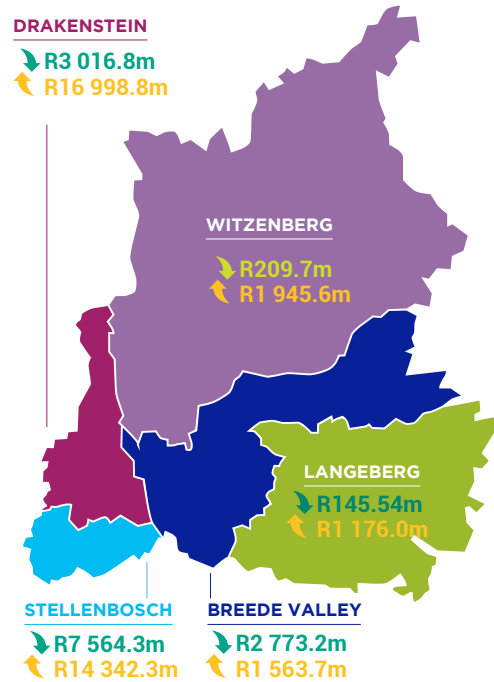 DRAKENSTEIN
R3 016.8m
R16 998.8m
WITZENBERG
R209.7m
R1 945.6m
LANGEBERG
R145.54m
R1 176.0m
STELLENBOSCH
R7 564.3m
R14 342.3m
BREEDE VALLEY
R2 773.2m
R1 563.7m